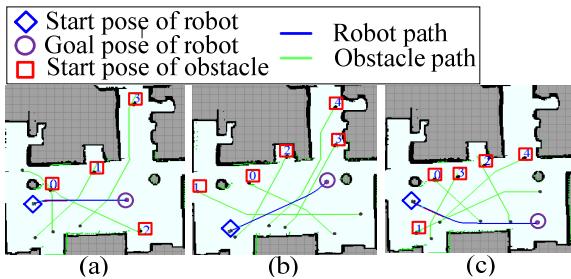 Start pose of robot
Goal pose of robot
Start pose of obstacle
Robot path
Obstacle path
3
1
0
2
4
3
2
0
1
4
2
3
0
1
(a) (b) (c)